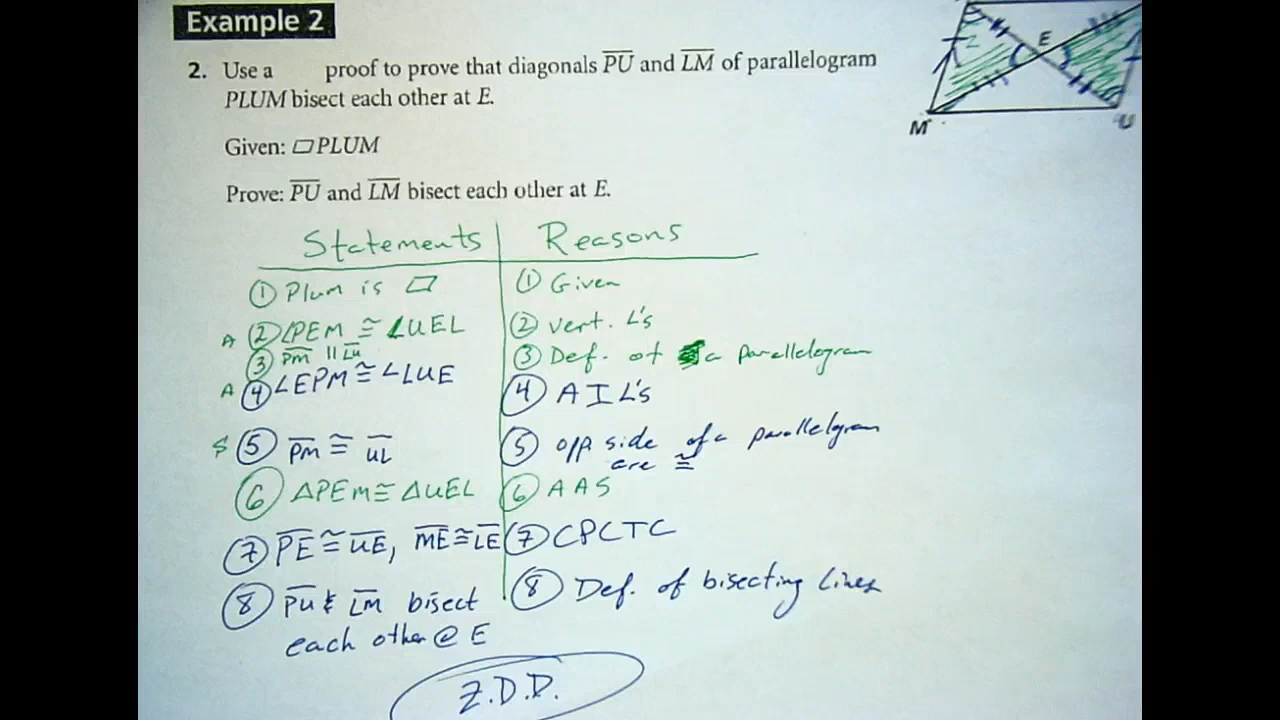 Example 2
2. Use a proof to prove that diagonals PU and LM of parallelogram
PLUM bisect each other at E.
Given: ▱PLUM
Prove: PU and LM bisect each other at E.
E
M
U
Statements Reasons
① Plum is ▱ ① Given
A ② ∠PEM ≅ ∠UEL ② Vert. ∠'s
③ PM || LU ③ Def. of a parallelogram
A ④ ∠EPM ≅ ∠LUE ④ AI∠'s
S ⑤ PM ≅ UL ⑤ opp side of a parallelogram
are ≅
⑥ △PEM ≅ △UEL ⑥ AAS
⑦ PE ≅ UE, ME ≅ LE ⑦ CPCTC
⑧ PU & LM bisect ⑧ Def. of bisecting Lines
each other @ E
Z.D.D.